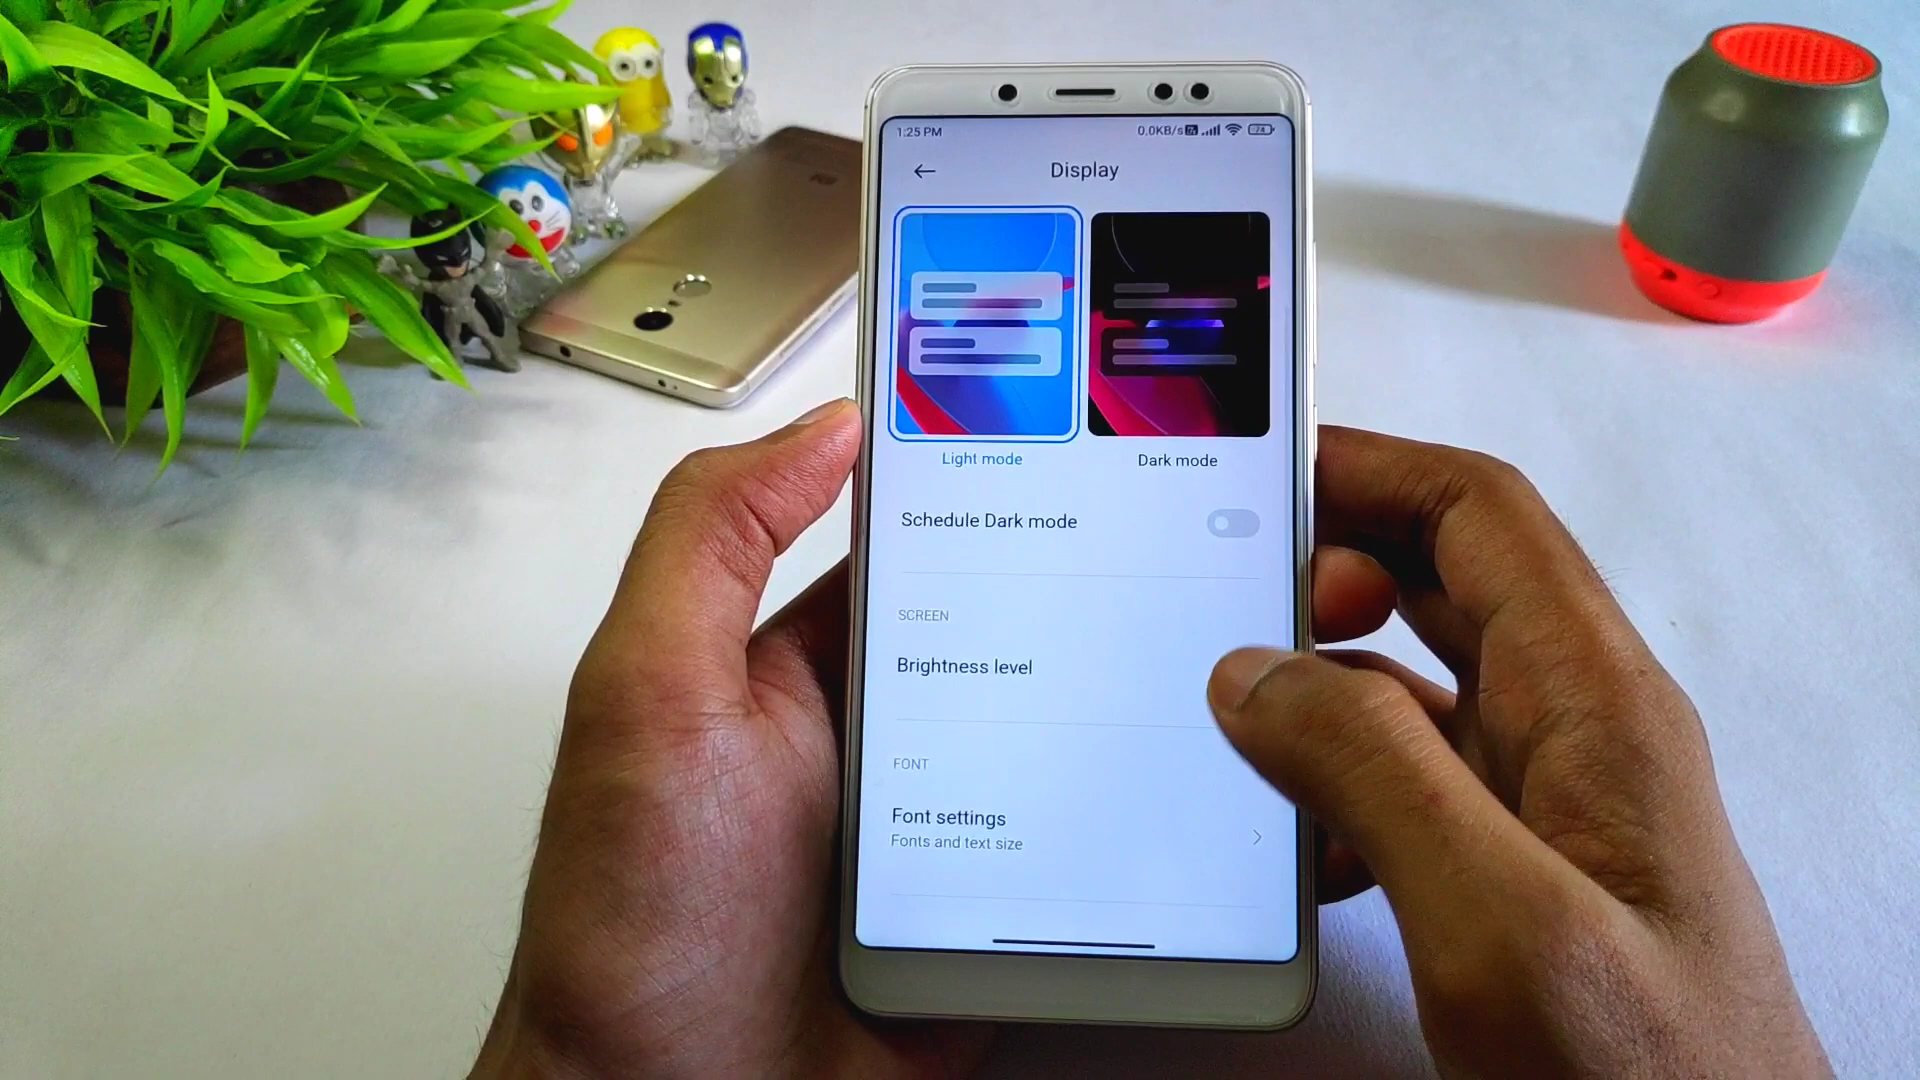 1:25 PM 0.0KB/s 74
Display
Light mode
Dark mode
Schedule Dark mode
SCREEN
Brightness level
FONT
Font settings
Fonts and text size